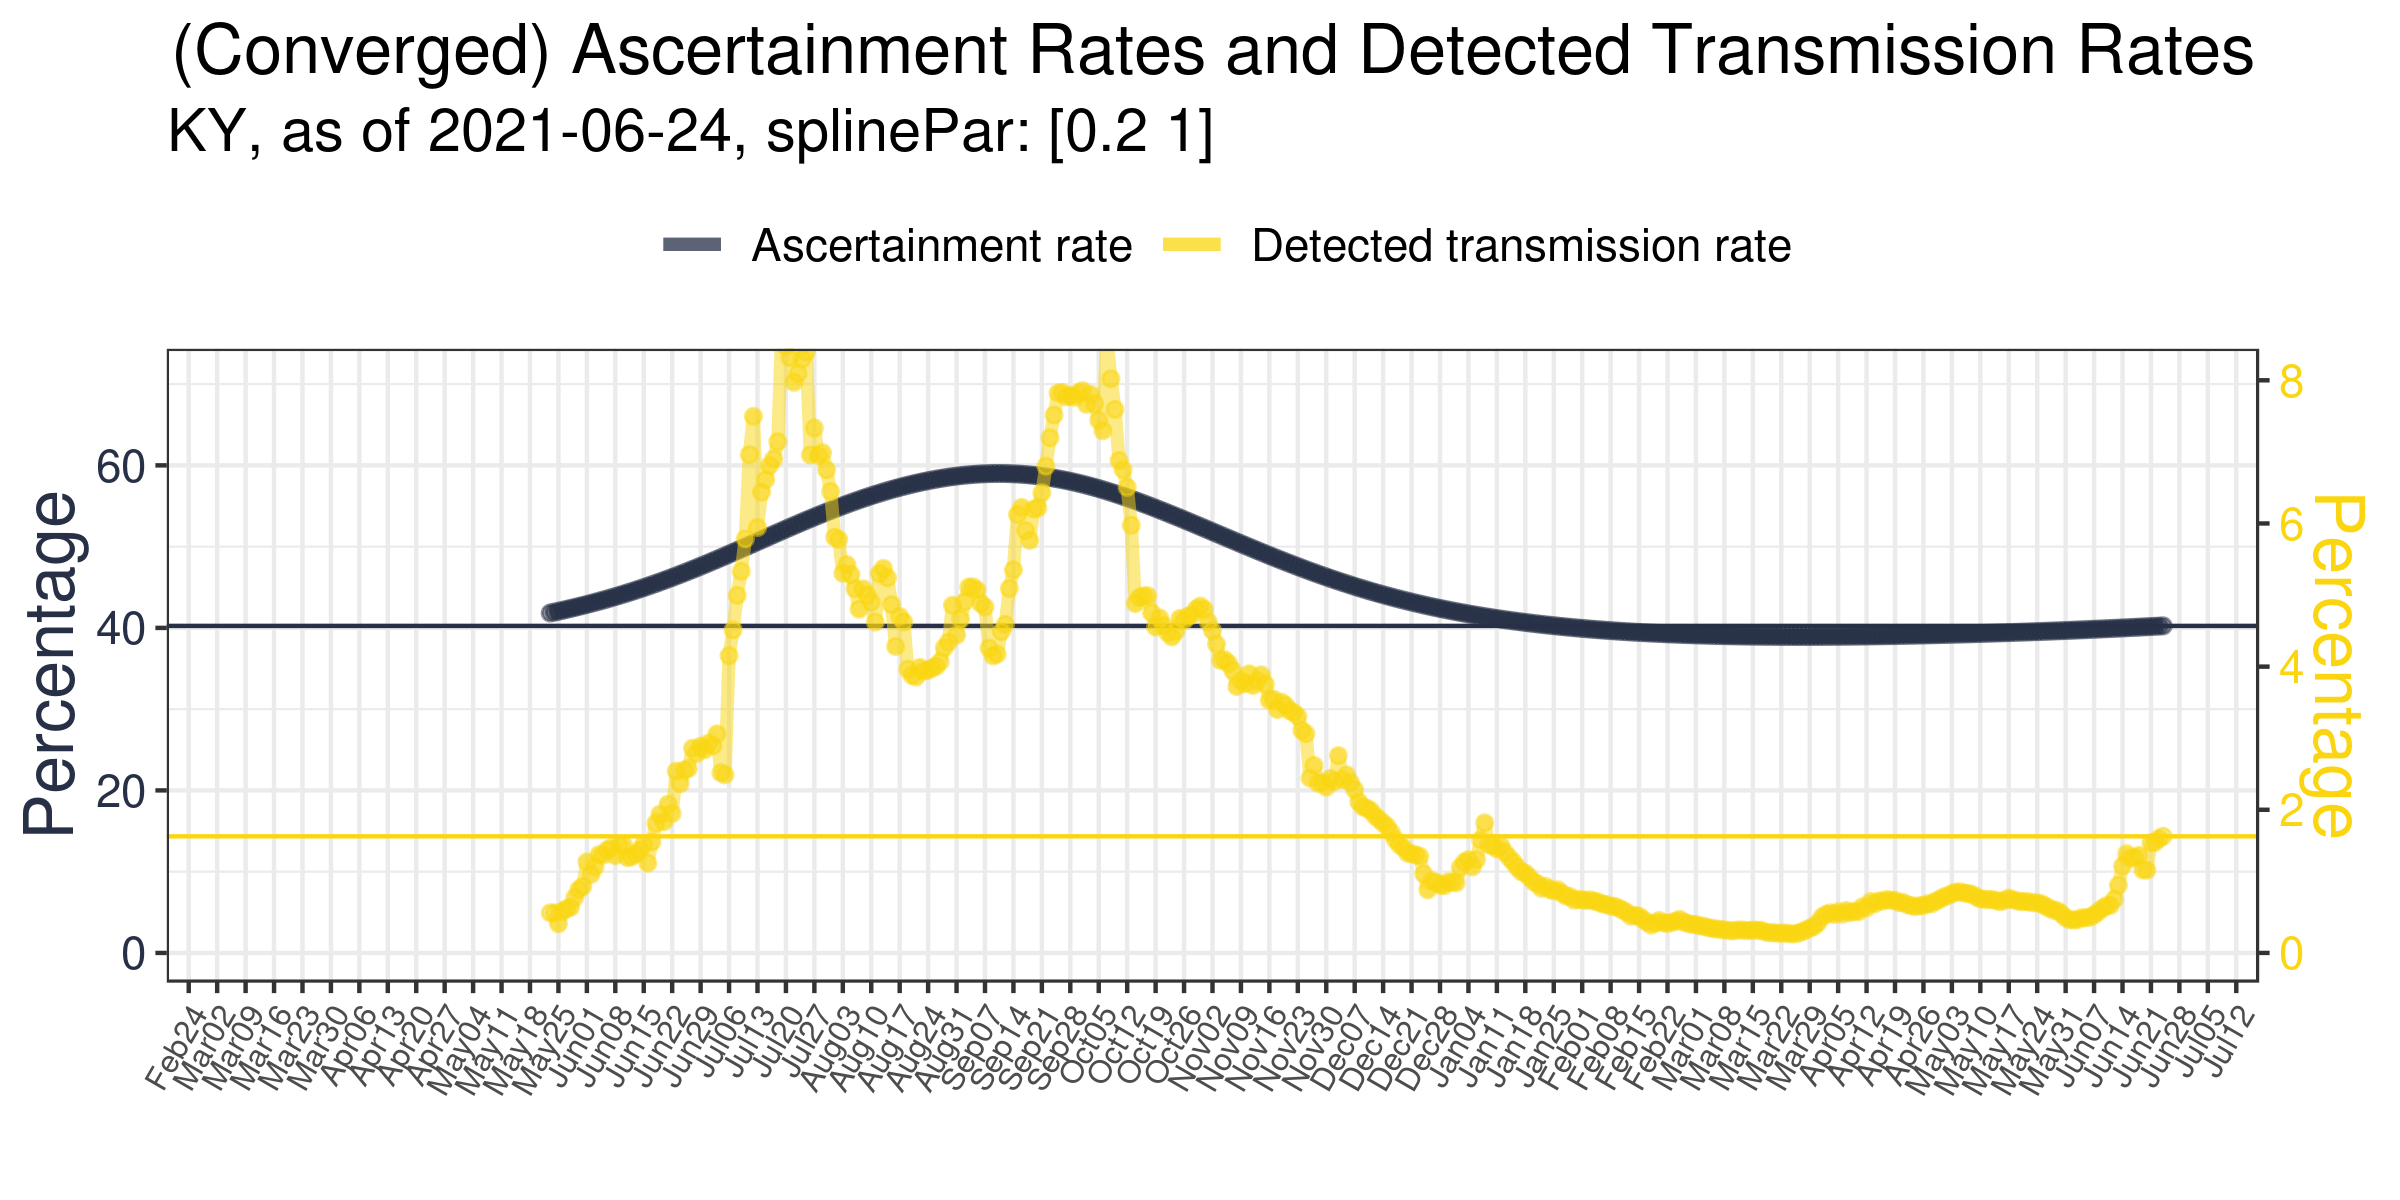 (Converged) Ascertainment Rates and Detected Transmission Rates
KY, as of 2021-06-24, splinePar: [0.2 1]
Ascertainment rate
Detected transmission rate
Percentage
60
40
20
0
8
6
4
2
0
Percentage
Feb24
Mar02
Mar09
Mar16
Mar23
Mar30
Apr06
Apr13
Apr20
Apr27
May04
May11
May18
May25
Jun01
Jun08
Jun15
Jun22
Jun29
Jul06
Jul13
Jul20
Jul27
Aug03
Aug10
Aug17
Aug24
Aug31
Sep07
Sep14
Sep21
Sep28
Oct05
Oct12
Oct19
Oct26
Nov02
Nov09
Nov16
Nov23
Nov30
Dec07
Dec14
Dec21
Dec28
Jan04
Jan11
Jan18
Jan25
Feb01
Feb08
Feb15
Feb22
Mar01
Mar08
Mar15
Mar22
Mar29
Apr05
Apr12
Apr19
Apr26
May03
May10
May17
May24
May31
Jun07
Jun14
Jun21
Jun28
Jul05
Jul12